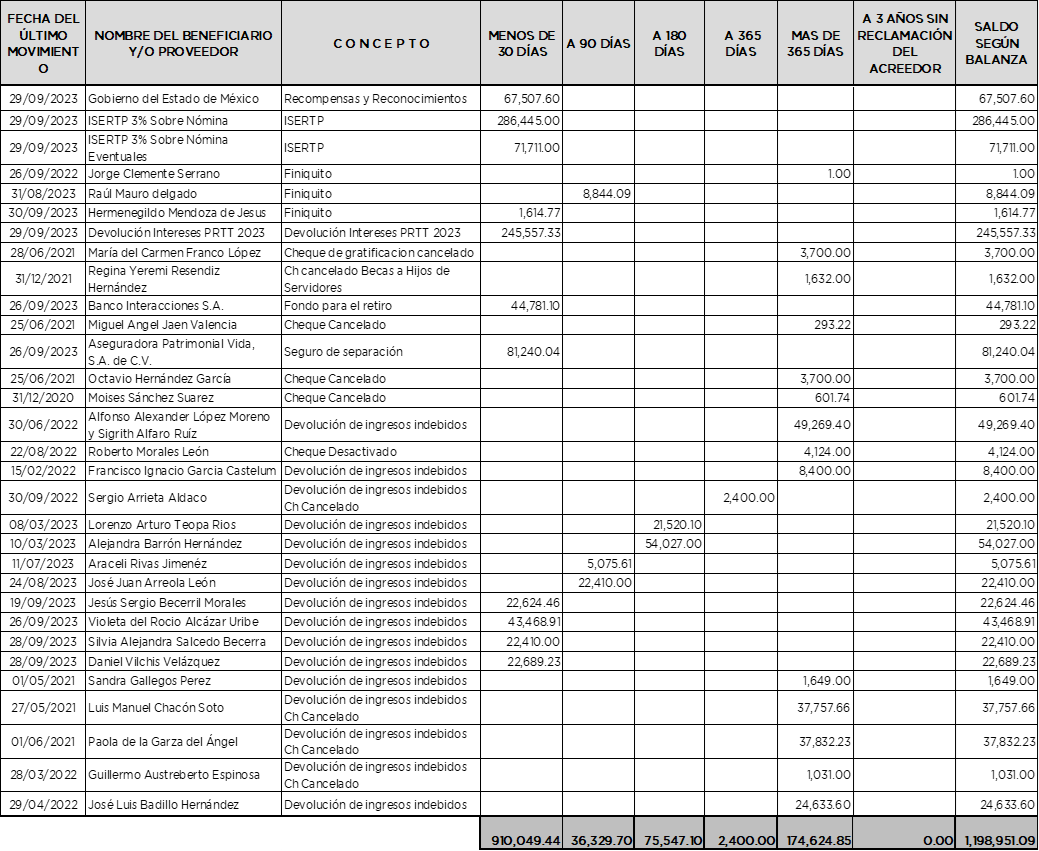 FECHA DEL ÚLTIMO MOVIMIENTO NOMBRE DEL BENEFICIARIO Y/O PROVEEDOR C O N C E P T O MENOS DE 30 DÍAS A 90 DÍAS A 180 DÍAS A 365 DÍAS MAS DE 365 DÍAS A 3 AÑOS SIN RECLAMACIÓN DEL ACREEDOR SALDO SEGÚN BALANZA
29/09/2023 Gobierno del Estado de México Recompensas y Reconocimientos 67,507.60 67,507.60
29/09/2023 ISERTP 3% Sobre Nómina ISERTP 286,445.00 286,445.00
29/09/2023 ISERTP 3% Sobre Nómina Eventuales ISERTP 71,711.00 71,711.00
26/09/2022 Jorge Clemente Serrano Finiquito 1.00 1.00
31/08/2023 Raúl Mauro delgado Finiquito 8,844.09 8,844.09
30/09/2023 Hermenegildo Mendoza de Jesus Finiquito 1,614.77 1,614.77
29/09/2023 Devolución Intereses PRTT 2023 Devolución Intereses PRTT 2023 245,557.33 245,557.33
28/06/2021 María del Carmen Franco López Cheque de gratificacion cancelado 3,700.00 3,700.00
31/12/2021 Regina Yeremi Resendiz Hernández Ch cancelado Becas a Hijos de Servidores 1,632.00 1,632.00
26/09/2023 Banco Interacciones S.A. Fondo para el retiro 44,781.10 44,781.10
25/06/2021 Miguel Angel Jaen Valencia Cheque Cancelado 293.22 293.22
26/09/2023 Aseguradora Patrimonial Vida, S.A. de C.V. Seguro de separación 81,240.04 81,240.04
25/06/2021 Octavio Hernández García Cheque Cancelado 3,700.00 3,700.00
31/12/2020 Moises Sánchez Suarez Cheque Cancelado 601.74 601.74
30/06/2022 Alfonso Alexander López Moreno y Sigrith Alfaro Ruíz Devolución de ingresos indebidos 49,269.40 49,269.40
22/08/2022 Roberto Morales León Cheque Desactivado 4,124.00 4,124.00
15/02/2022 Francisco Ignacio Garcia Castelum Devolución de ingresos indebidos 8,400.00 8,400.00
30/09/2022 Sergio Arrieta Aldaco Devolución de ingresos indebidos Ch Cancelado 2,400.00 2,400.00
08/03/2023 Lorenzo Arturo Teopa Rios Devolución de ingresos indebidos 21,520.10 21,520.10
10/03/2023 Alejandra Barrón Hernández Devolución de ingresos indebidos 54,027.00 54,027.00
11/07/2023 Araceli Rivas Jimenéz Devolución de ingresos indebidos 5,075.61 5,075.61
24/08/2023 José Juan Arreola León Devolución de ingresos indebidos 22,410.00 22,410.00
19/09/2023 Jesús Sergio Becerril Morales Devolución de ingresos indebidos 22,624.46 22,624.46
26/09/2023 Violeta del Rocio Alcázar Uribe Devolución de ingresos indebidos 43,468.91 43,468.91
28/09/2023 Silvia Alejandra Salcedo Becerra Devolución de ingresos indebidos 22,410.00 22,410.00
28/09/2023 Daniel Vilchis Velázquez Devolución de ingresos indebidos 22,689.23 22,689.23
01/05/2021 Sandra Gallegos Perez Devolución de ingresos indebidos 1,649.00 1,649.00
27/05/2021 Luis Manuel Chacón Soto Devolución de ingresos indebidos Ch Cancelado 37,757.66 37,757.66
01/06/2021 Paola de la Garza del Ángel Devolución de ingresos indebidos Ch Cancelado 37,832.23 37,832.23
28/03/2022 Guillermo Austreberto Espinosa Devolución de ingresos indebidos Ch Cancelado 1,031.00 1,031.00
29/04/2022 José Luis Badillo Hernández Devolución de ingresos indebidos 24,633.60 24,633.60
910,049.44 36,329.70 75,547.10 2,400.00 174,624.85 0.00 1,198,951.09